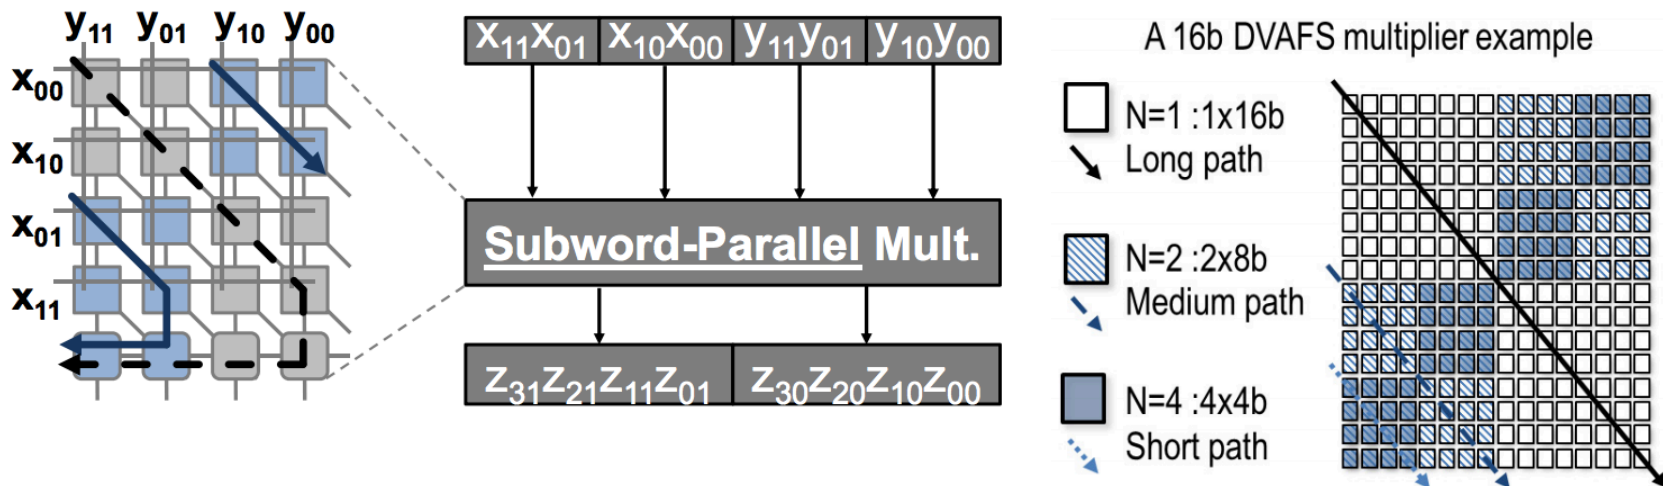 y₁₁ y₀₁ y₁₀ y₀₀
x₀₀
x₁₀
x₀₁
x₁₁
x₁₁x₀₁ x₁₀x₀₀ y₁₁y₀₁ y₁₀y₀₀
Subword-Parallel Mult.
z₃₁z₂₁z₁₁z₀₁ z₃₀z₂₀z₁₀z₀₀
A 16b DVAFS multiplier example
N=1 :1x16b
Long path
N=2 :2x8b
Medium path
N=4 :4x4b
Short path